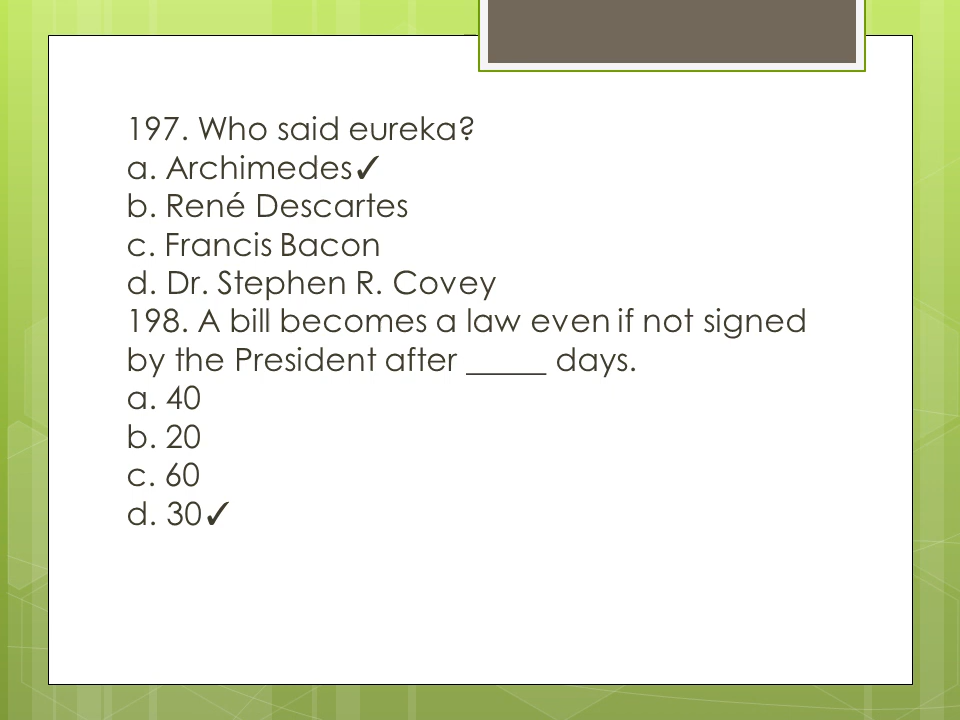 197. Who said eureka?
a. Archimedes✓
b. René Descartes
c. Francis Bacon
d. Dr. Stephen R. Covey
198. A bill becomes a law even if not signed
by the President after _____ days.
a. 40
b. 20
c. 60
d. 30✓